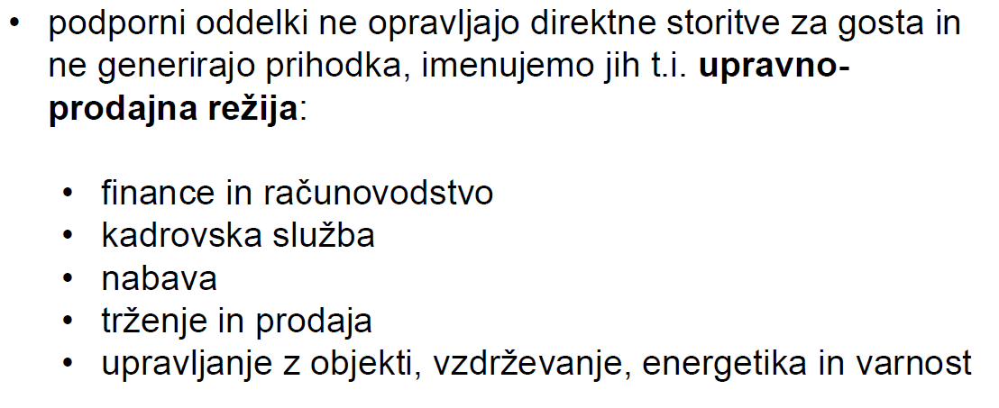 • podporni oddelki ne opravljajo direktne storitve za gosta in
ne generirajo prihodka, imenujemo jih t.i. upravno-
prodajna režija:
• finance in računovodstvo
• kadrovska služba
• nabava
• trženje in prodaja
• upravljanje z objekti, vzdrževanje, energetika in varnost